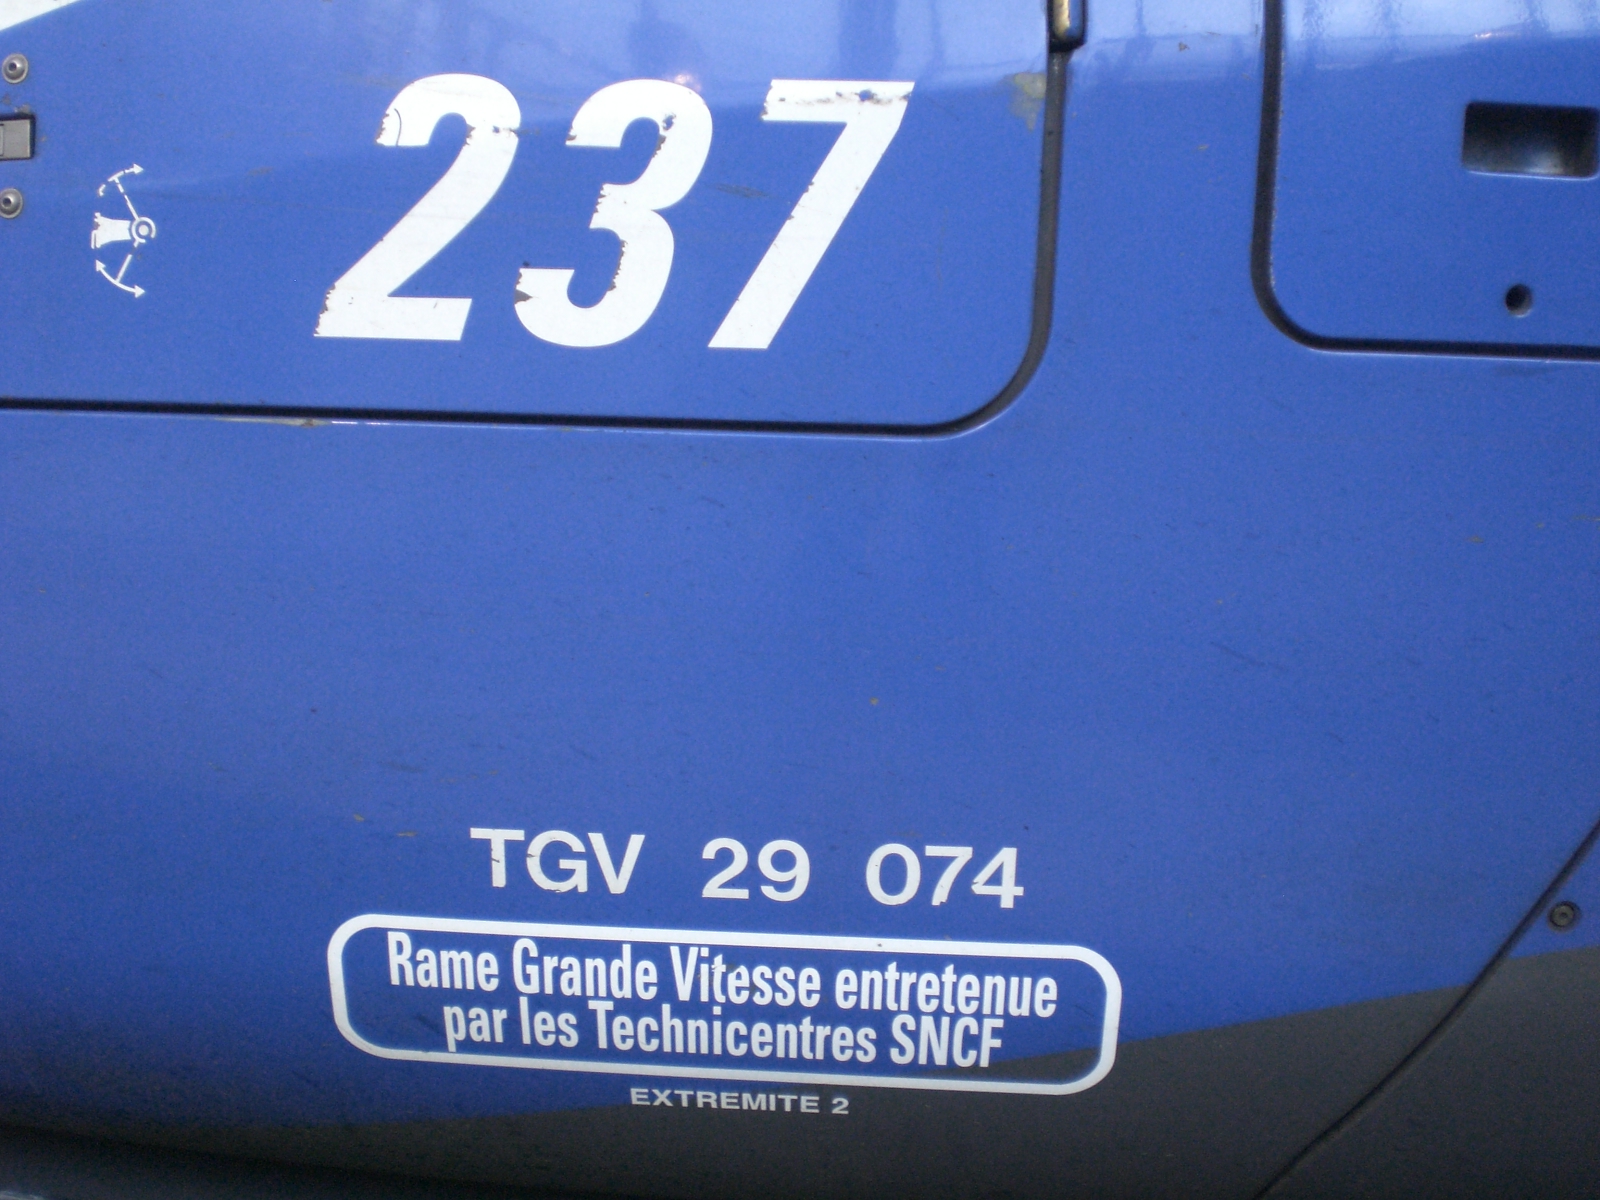 237
TGV 29 074
Rame Grande Vitesse entretenue
par les Technicentres SNCF
EXTREMITE 2